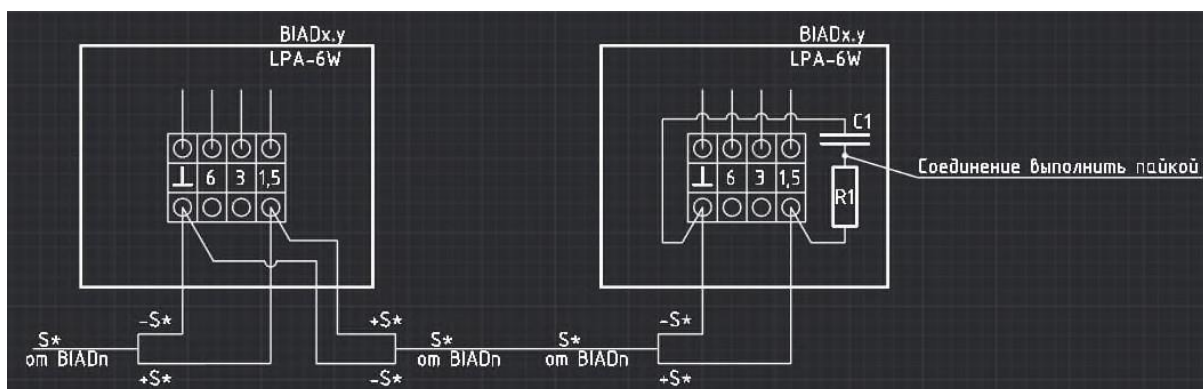 BIADx.y
LPA-6W
⊥ 6 3 1,5
-S*
+S*
S*
от BIADn
+S*
-S*
S*
от BIADn
BIADx.y
LPA-6W
C1
Соединение выполнить пайкой
⊥ 6 3 1,5
R1
S*
от BIADn
-S*
+S*